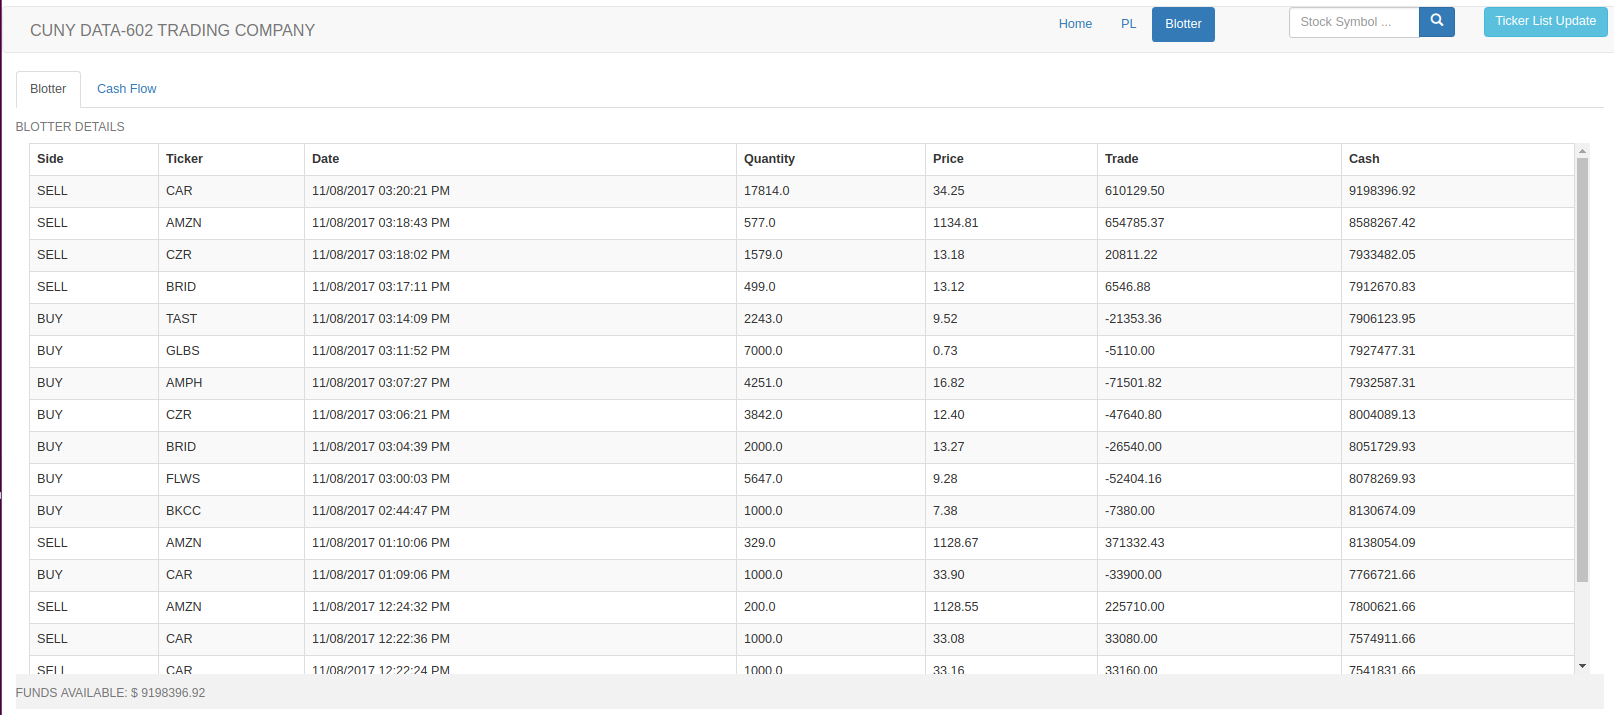 CUNY DATA-602 TRADING COMPANY Home PL Blotter Stock Symbol ... Ticker List Update
Blotter Cash Flow
BLOTTER DETAILS
Side Ticker Date Quantity Price Trade Cash
SELL CAR 11/08/2017 03:20:21 PM 17814.0 34.25 610129.50 9198396.92
SELL AMZN 11/08/2017 03:18:43 PM 577.0 1134.81 654785.37 8588267.42
SELL CZR 11/08/2017 03:18:02 PM 1579.0 13.18 20811.22 7933482.05
SELL BRID 11/08/2017 03:17:11 PM 499.0 13.12 6546.88 7912670.83
BUY TAST 11/08/2017 03:14:09 PM 2243.0 9.52 -21353.36 7906123.95
BUY GLBS 11/08/2017 03:11:52 PM 7000.0 0.73 -5110.00 7927477.31
BUY AMPH 11/08/2017 03:07:27 PM 4251.0 16.82 -71501.82 7932587.31
BUY CZR 11/08/2017 03:06:21 PM 3842.0 12.40 -47640.80 8004089.13
BUY BRID 11/08/2017 03:04:39 PM 2000.0 13.27 -26540.00 8051729.93
BUY FLWS 11/08/2017 03:00:03 PM 5647.0 9.28 -52404.16 8078269.93
BUY BKCC 11/08/2017 02:44:47 PM 1000.0 7.38 -7380.00 8130674.09
SELL AMZN 11/08/2017 01:10:06 PM 329.0 1128.67 371332.43 8138054.09
BUY CAR 11/08/2017 01:09:06 PM 1000.0 33.90 -33900.00 7766721.66
SELL AMZN 11/08/2017 12:24:32 PM 200.0 1128.55 225710.00 7800621.66
SELL CAR 11/08/2017 12:22:36 PM 1000.0 33.08 33080.00 7574911.66
SELL CAR 11/08/2017 12:22:24 PM 1000.0 33.16 33160.00 7541831.66
FUNDS AVAILABLE: $ 9198396.92